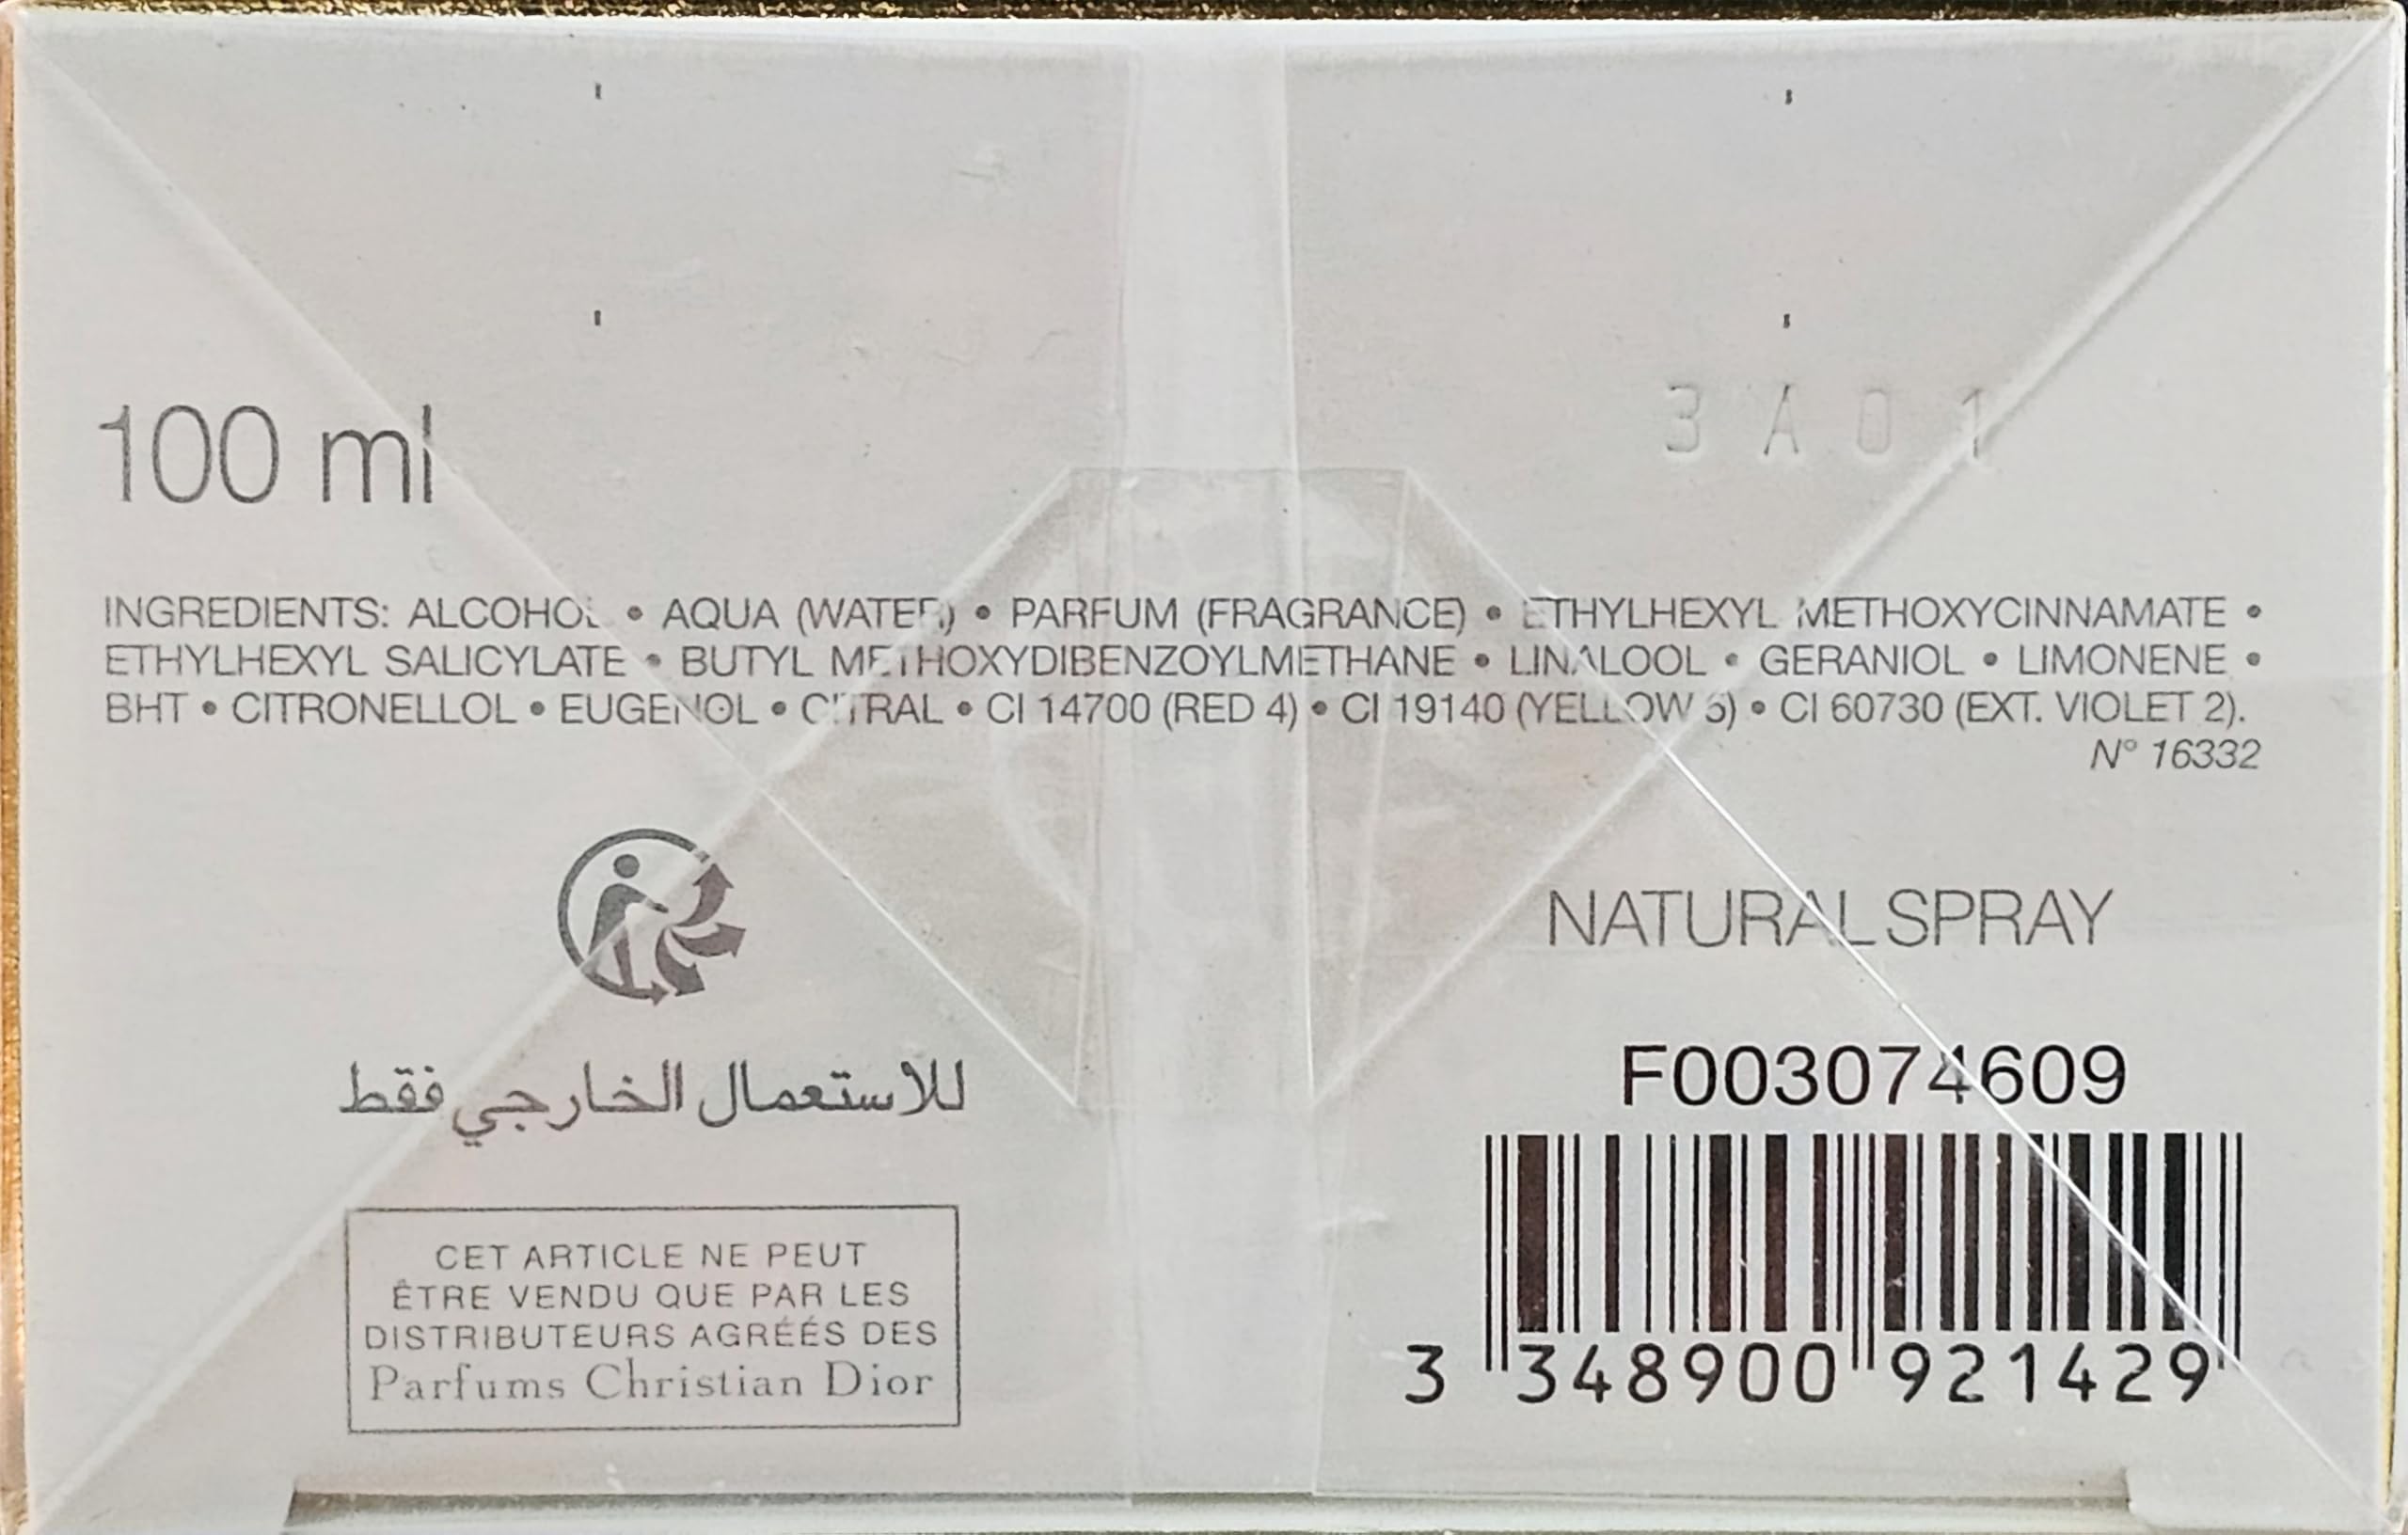 3 A 0 1
100 ml
INGREDIENTS: ALCOHOL • AQUA (WATER) • PARFUM (FRAGRANCE) • ETHYLHEXYL METHOXYCINNAMATE •
ETHYLHEXYL SALICYLATE • BUTYL METHOXYDIBENZOYLMETHANE • LINALOOL • GERANIOL • LIMONENE •
BHT • CITRONELLOL • EUGENOL • CITRAL • CI 14700 (RED 4) • CI 19140 (YELLOW 5) • CI 60730 (EXT. VIOLET 2).
N° 16332
NATURAL SPRAY
للاستعمال الخارجي فقط
F003074609
CET ARTICLE NE PEUT
ÊTRE VENDU QUE PAR LES
DISTRIBUTEURS AGRÉÉS DES
Parfums Christian Dior
3 348900 921429